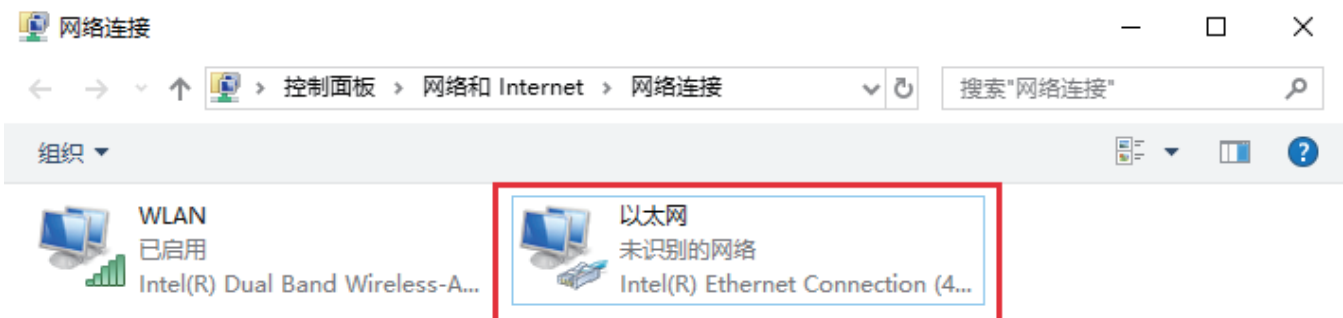 网络连接
控制面板 > 网络和 Internet > 网络连接
搜索"网络连接"
组织
WLAN
已启用
Intel(R) Dual Band Wireless-A...
以太网
未识别的网络
Intel(R) Ethernet Connection (4...